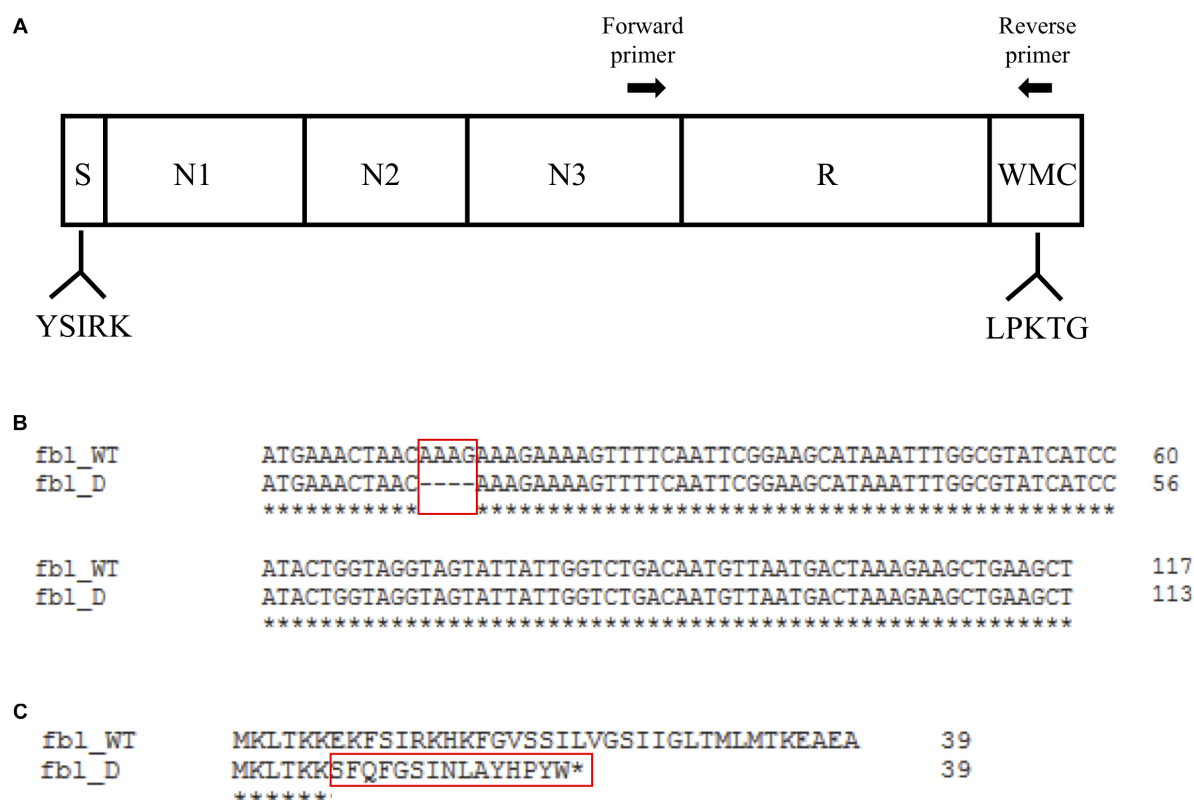 A
Forward primer
Reverse primer
S N1 N2 N3 R WMC
YSIRK
LPKTG
B
fbl_WT ATGAAACTAACAAAGAAAGAAAAGTTTTCAATTCGGAAGCATAAATTTGGCGTATCATCC 60
fbl_D ATGAAACTAAC----AAAGAAAAGTTTTCAATTCGGAAGCATAAATTTGGCGTATCATCC 56
*********** *********************************************
fbl_WT ATACTGGTAGGTAGTATTATTGGTCTGACAATGTTAATGACTAAAGAAGCTGAAGCT 117
fbl_D ATACTGGTAGGTAGTATTATTGGTCTGACAATGTTAATGACTAAAGAAGCTGAAGCT 113
*********************************************************
C
fbl_WT MKLTKKEKFSIRKHKFGVSSILVGSIIGLTMLMTKEAEA 39
fbl_D MKLTKKSFQFGSINLAYHPYW* 39
******: